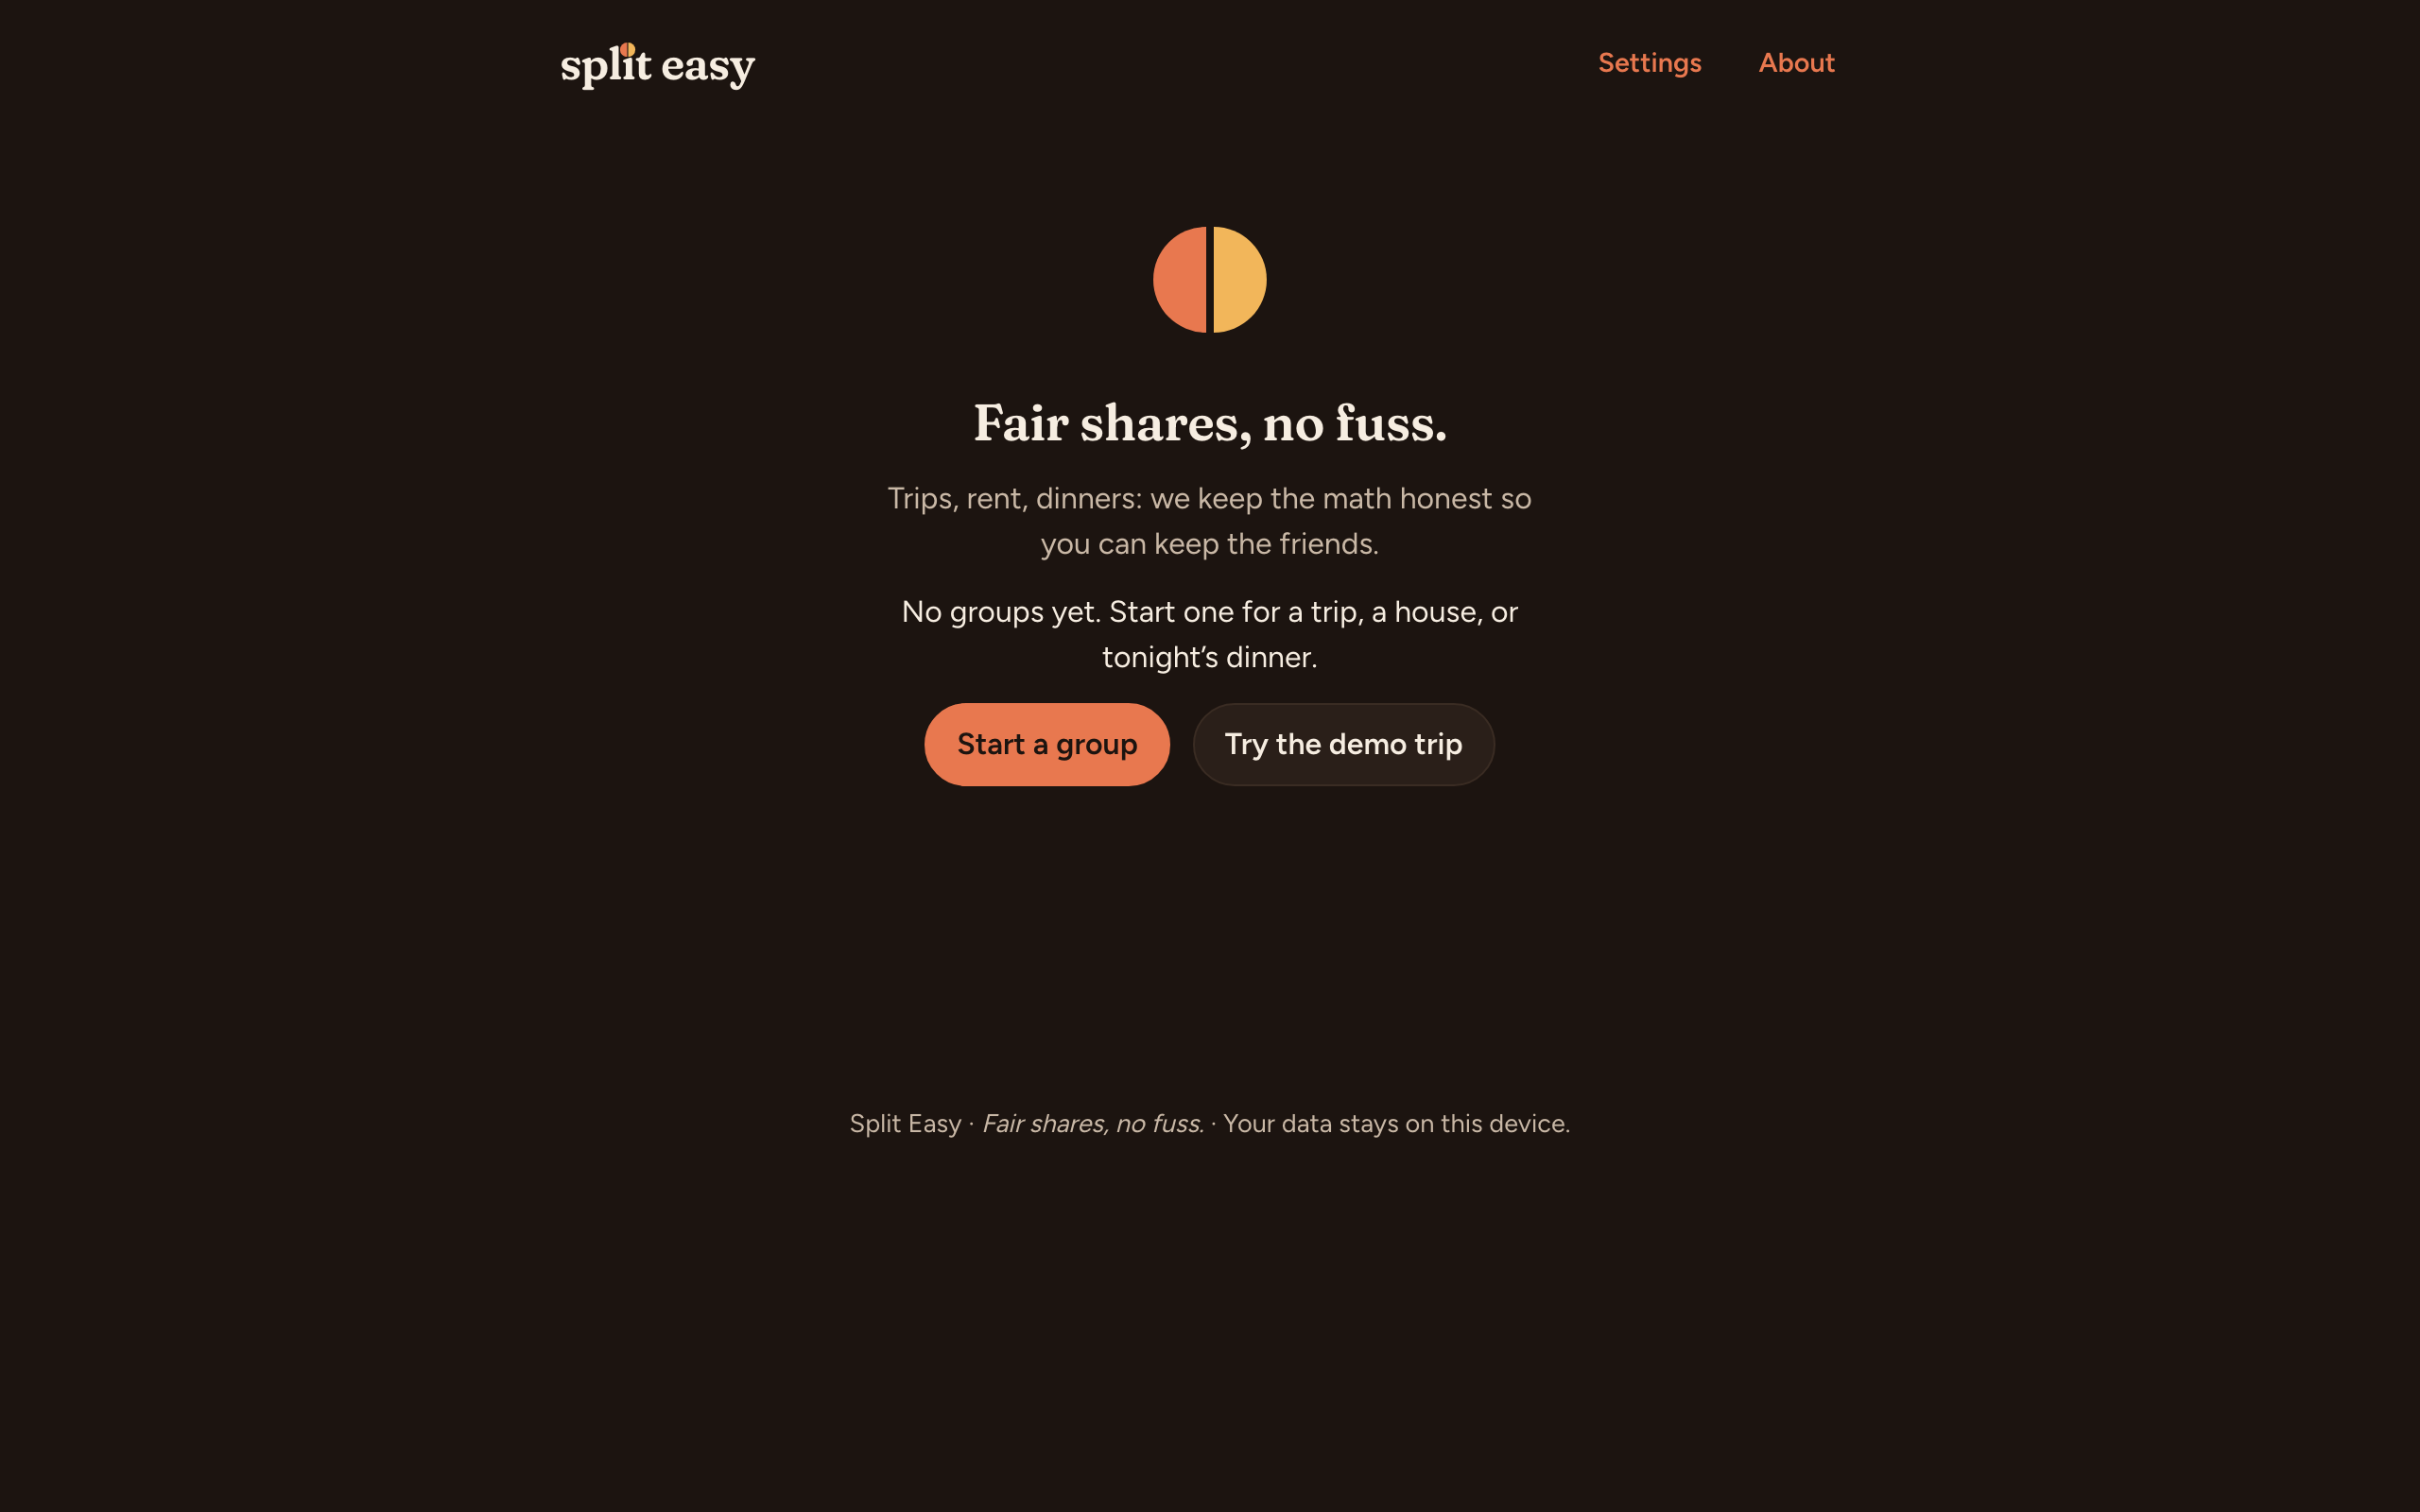 split easy
Settings
About
Fair shares, no fuss.
Trips, rent, dinners: we keep the math honest so
you can keep the friends.
No groups yet. Start one for a trip, a house, or
tonight’s dinner.
Start a group
Try the demo trip
Split Easy · Fair shares, no fuss. · Your data stays on this device.